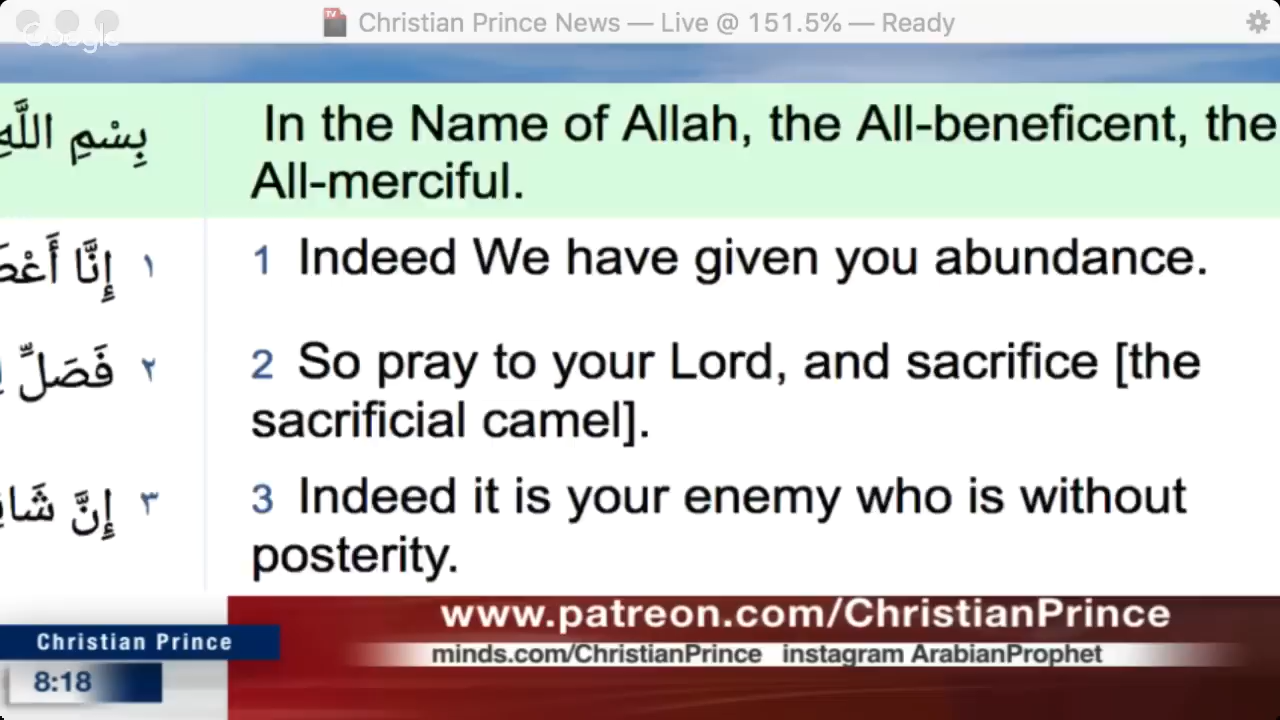 Christian Prince News — Live @ 151.5% — Ready
Google
بِسْمِ اللَّهِ
In the Name of Allah, the All-beneficent, the
All-merciful.
١ إِنَّا
1 Indeed We have given you abundance.
٢ فَصَلِّ
2 So pray to your Lord, and sacrifice [the
sacrificial camel].
٣ إِنَّ
3 Indeed it is your enemy who is without
posterity.
www.patreon.com/ChristianPrince
Christian Prince
minds.com/ChristianPrince instagram ArabianProphet
8:18